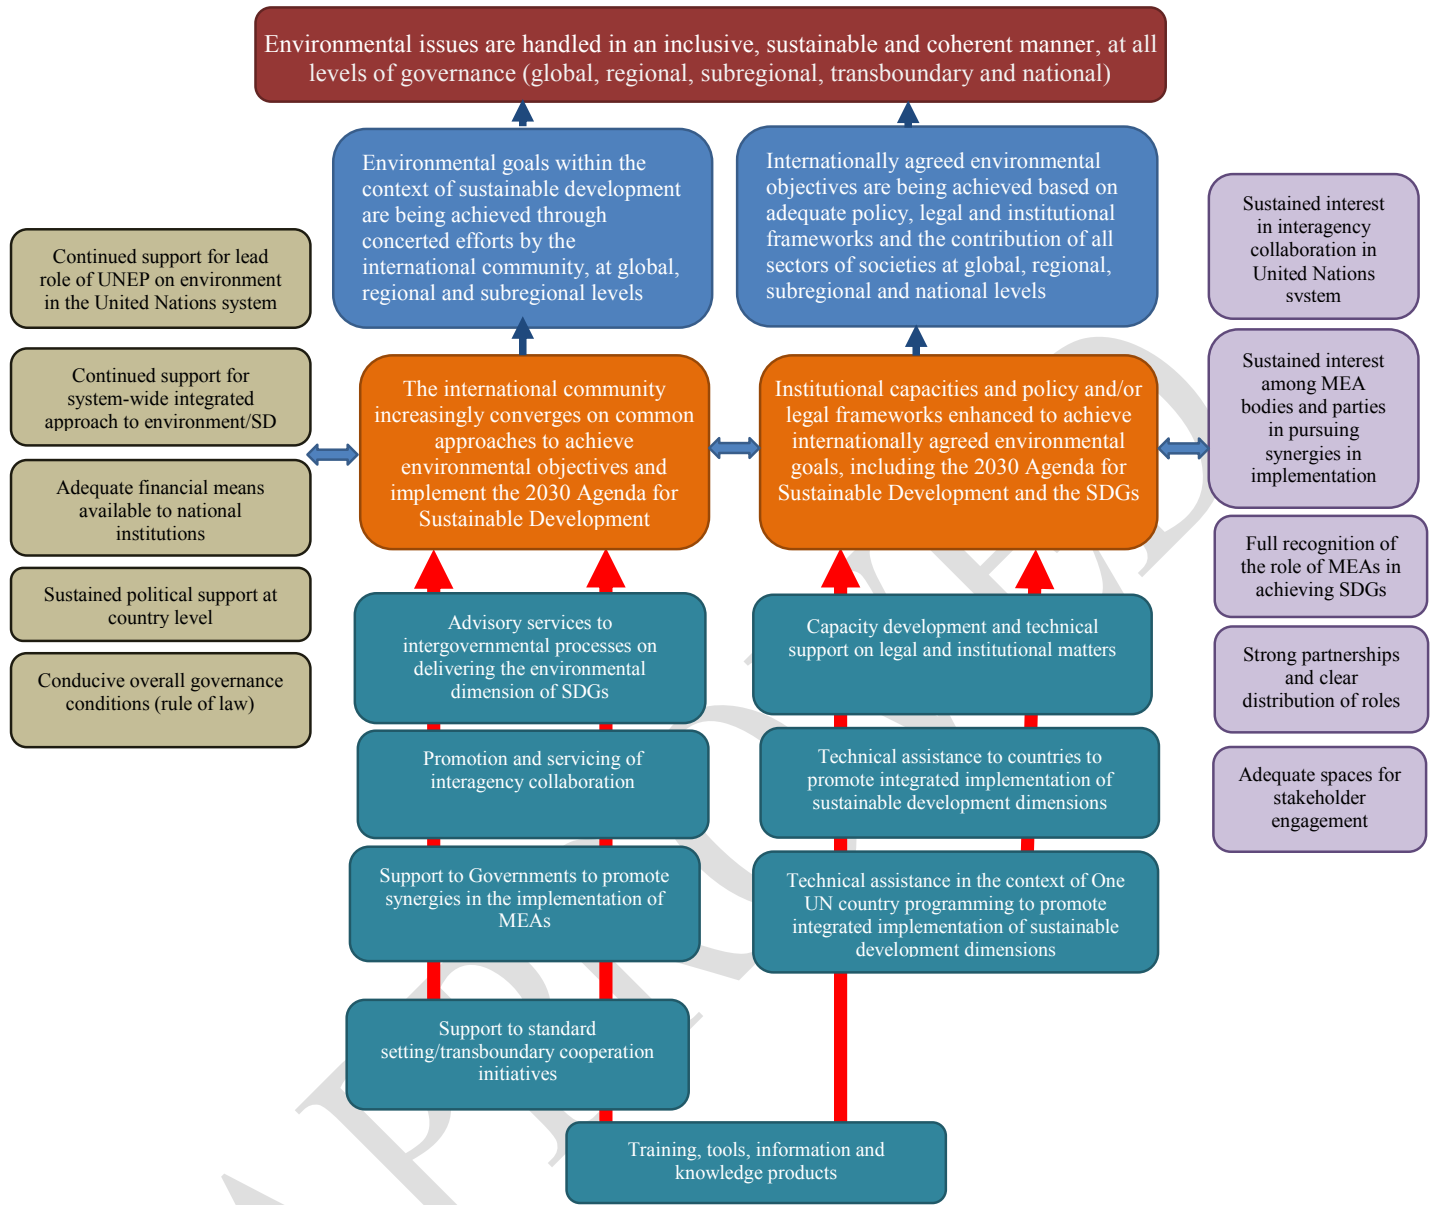 Environmental issues are handled in an inclusive, sustainable and coherent manner, at all
levels of governance (global, regional, subregional, transboundary and national)
Environmental goals within the
context of sustainable development
are being achieved through
concerted efforts by the
international community, at global,
regional and subregional levels
Internationally agreed environmental
objectives are being achieved based on
adequate policy, legal and institutional
frameworks and the contribution of all
sectors of societies at global, regional,
subregional and national levels
Continued support for lead
role of UNEP on environment
in the United Nations system
Continued support for
system-wide integrated
approach to environment/SD
Adequate financial means
available to national
institutions
Sustained political support at
country level
Conducive overall governance
conditions (rule of law)
The international community
increasingly converges on common
approaches to achieve
environmental objectives and
implement the 2030 Agenda for
Sustainable Development
Institutional capacities and policy and/or
legal frameworks enhanced to achieve
internationally agreed environmental
goals, including the 2030 Agenda for
Sustainable Development and the SDGs
Sustained interest
in interagency
collaboration in
United Nations
system
Sustained interest
among MEA
bodies and parties
in pursuing
synergies in
implementation
Full recognition of
the role of MEAs in
achieving SDGs
Strong partnerships
and clear
distribution of roles
Adequate spaces for
stakeholder
engagement
Advisory services to
intergovernmental processes on
delivering the environmental
dimension of SDGs
Promotion and servicing of
interagency collaboration
Support to Governments to promote
synergies in the implementation of
MEAs
Support to standard
setting/transboundary cooperation
initiatives
Capacity development and technical
support on legal and institutional matters
Technical assistance to countries to
promote integrated implementation of
sustainable development dimensions
Technical assistance in the context of One
UN country programming to promote
integrated implementation of sustainable
development dimensions
Training, tools, information and
knowledge products